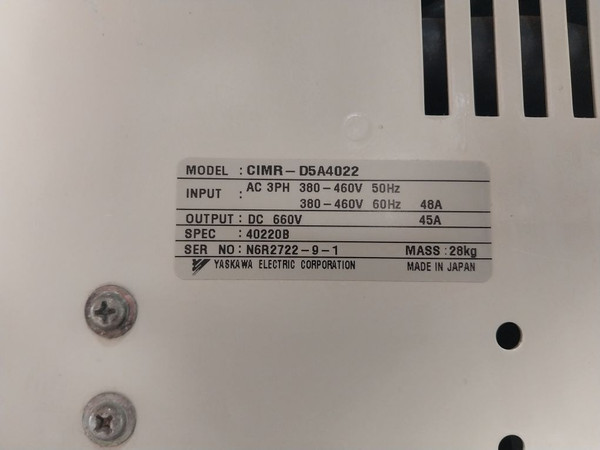 MODEL : CIMR-D5A4022
INPUT : AC 3PH 380-460V 50Hz
380-460V 60Hz 48A
OUTPUT : DC 660V 45A
SPEC : 40220B
SER NO : N6R2722-9-1 MASS : 28kg
YASKAWA ELECTRIC CORPORATION MADE IN JAPAN